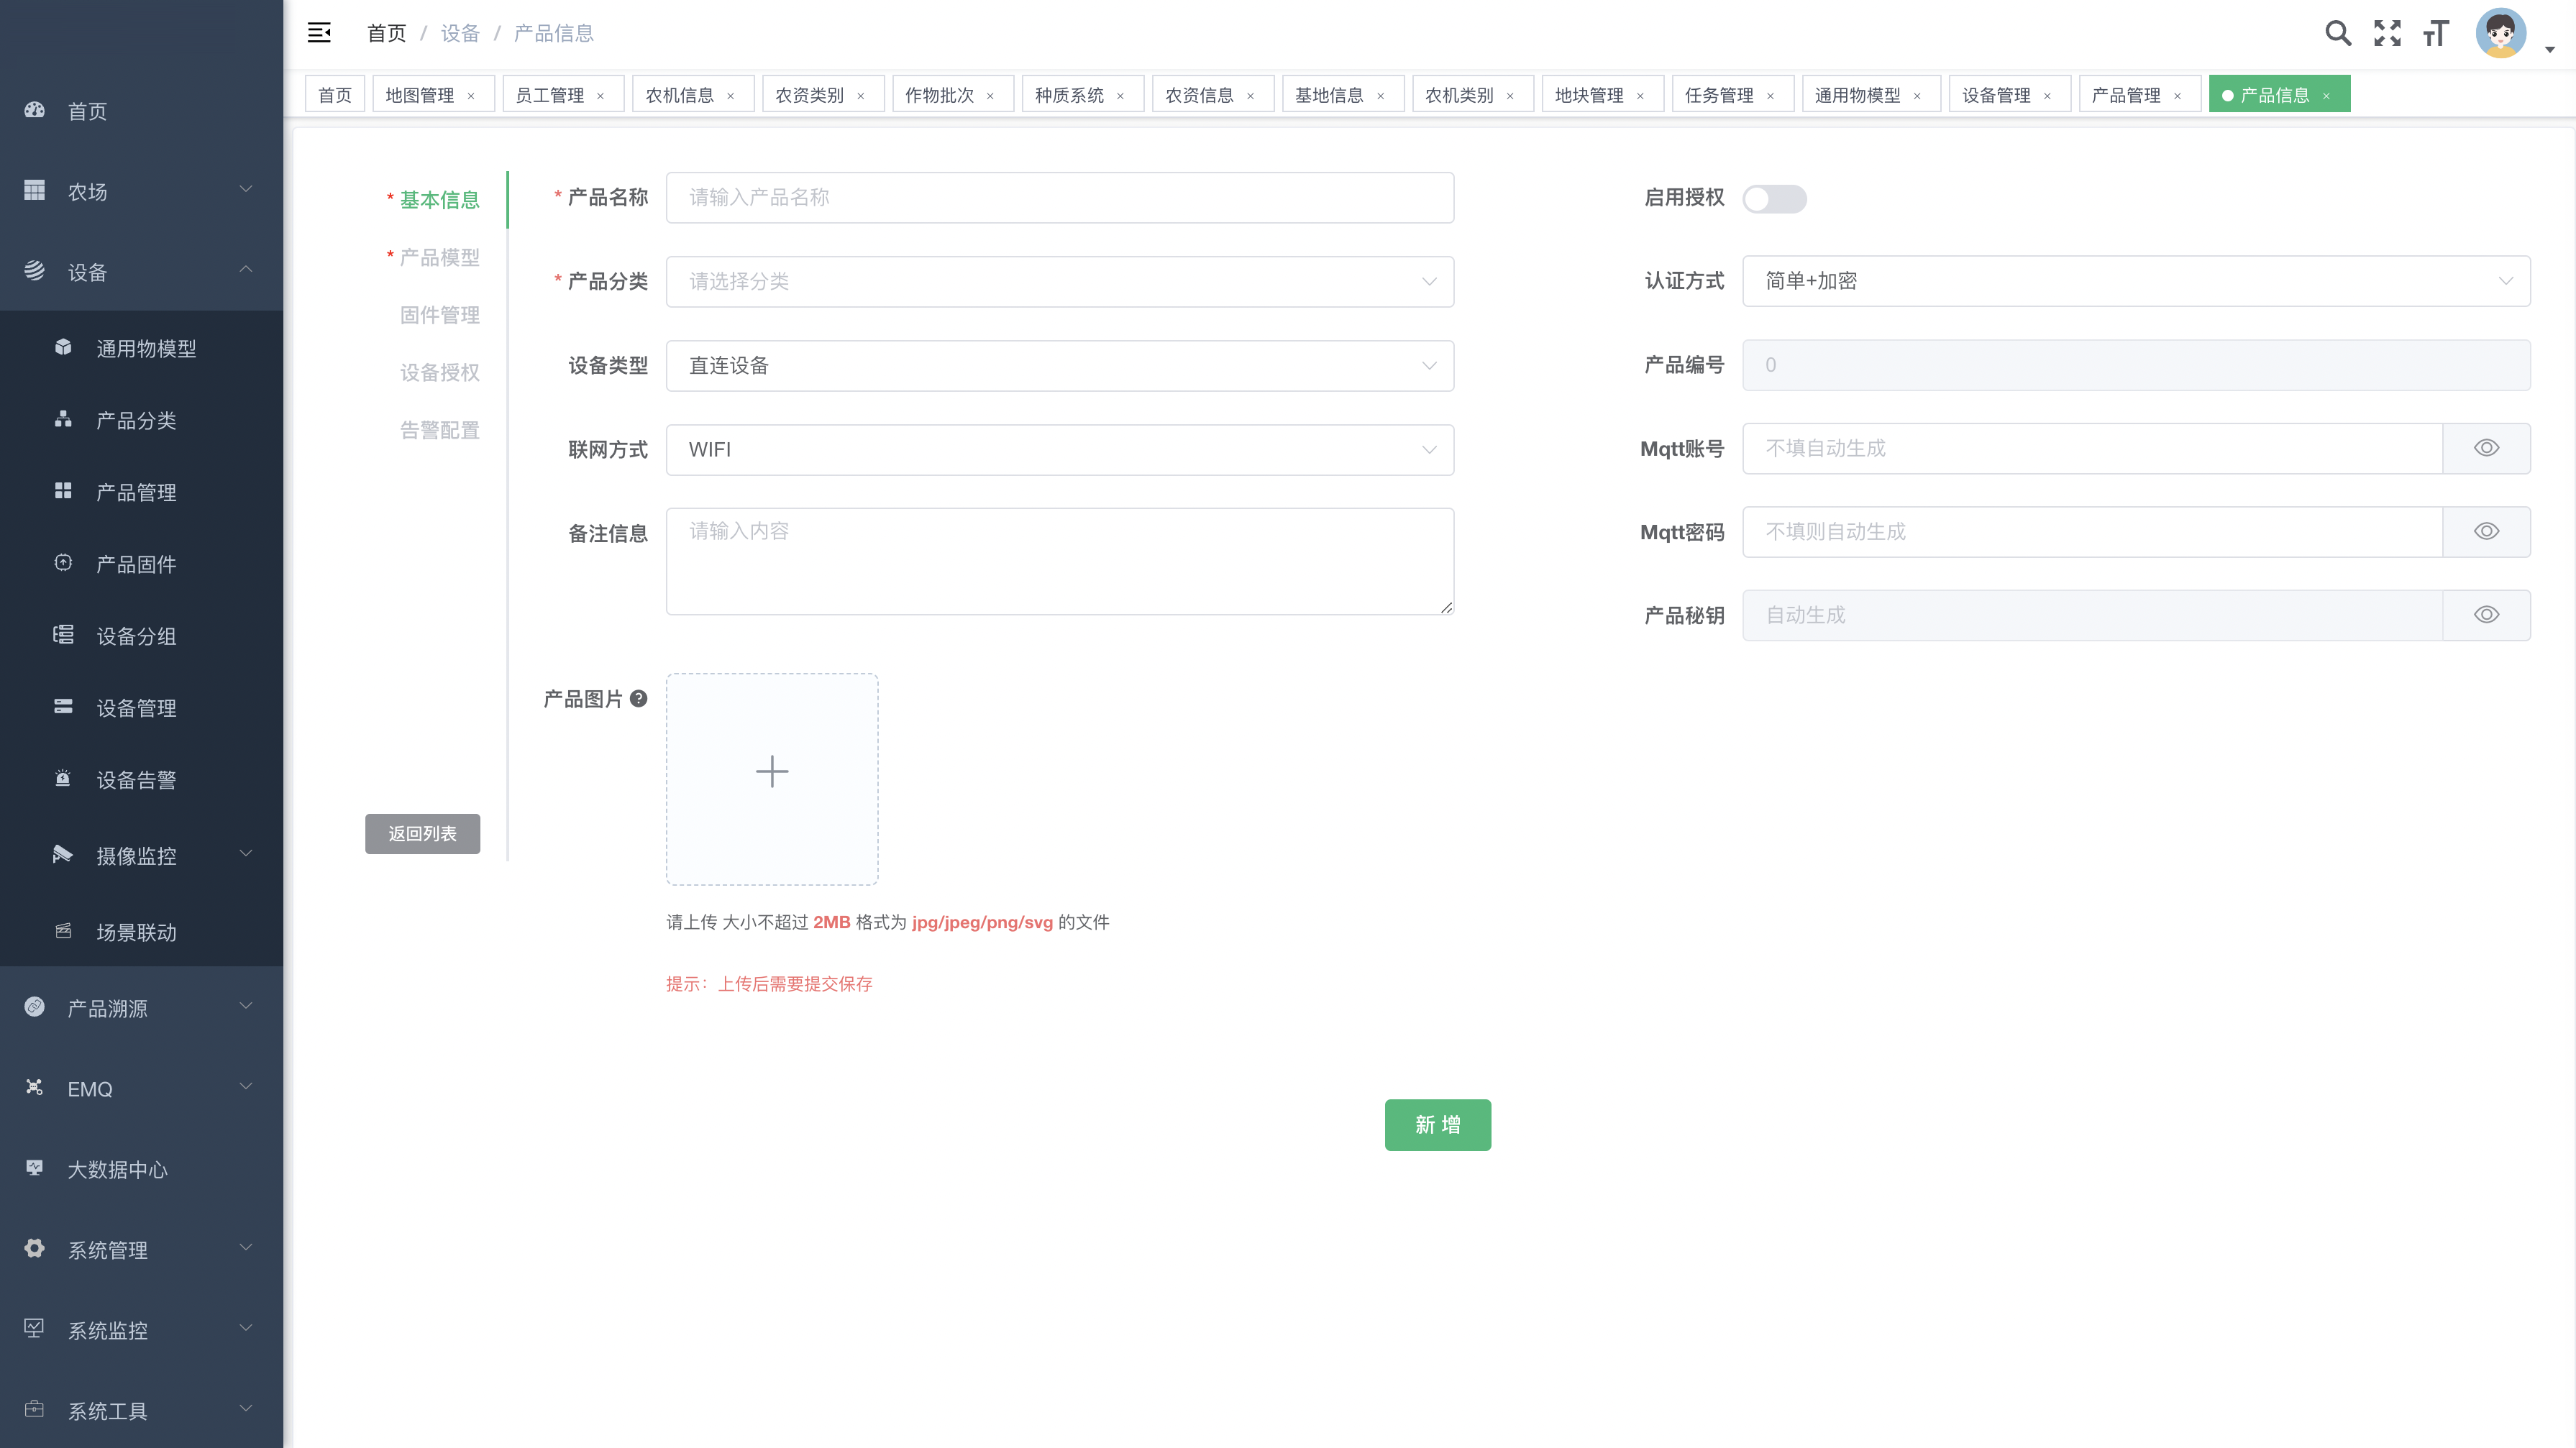 首页 / 设备 / 产品信息
首页 地图管理 × 员工管理 × 农机信息 × 农资类别 × 作物批次 × 种质系统 × 农资信息 × 基地信息 × 农机类别 × 地块管理 × 任务管理 × 通用物模型 × 设备管理 × 产品管理 × 产品信息 ×
首页
农场
设备
通用物模型
产品分类
产品管理
产品固件
设备分组
设备管理
设备告警
摄像监控
场景联动
产品溯源
EMQ
大数据中心
系统管理
系统监控
系统工具
* 基本信息
* 产品模型
固件管理
设备授权
告警配置
返回列表
* 产品名称 请输入产品名称
* 产品分类 请选择分类
设备类型 直连设备
联网方式 WIFI
备注信息 请输入内容
产品图片 ?
请上传 大小不超过 2MB 格式为 jpg/jpeg/png/svg 的文件
提示：上传后需要提交保存
启用授权
认证方式 简单+加密
产品编号 0
Mqtt账号 不填自动生成
Mqtt密码 不填则自动生成
产品秘钥 自动生成
新 增